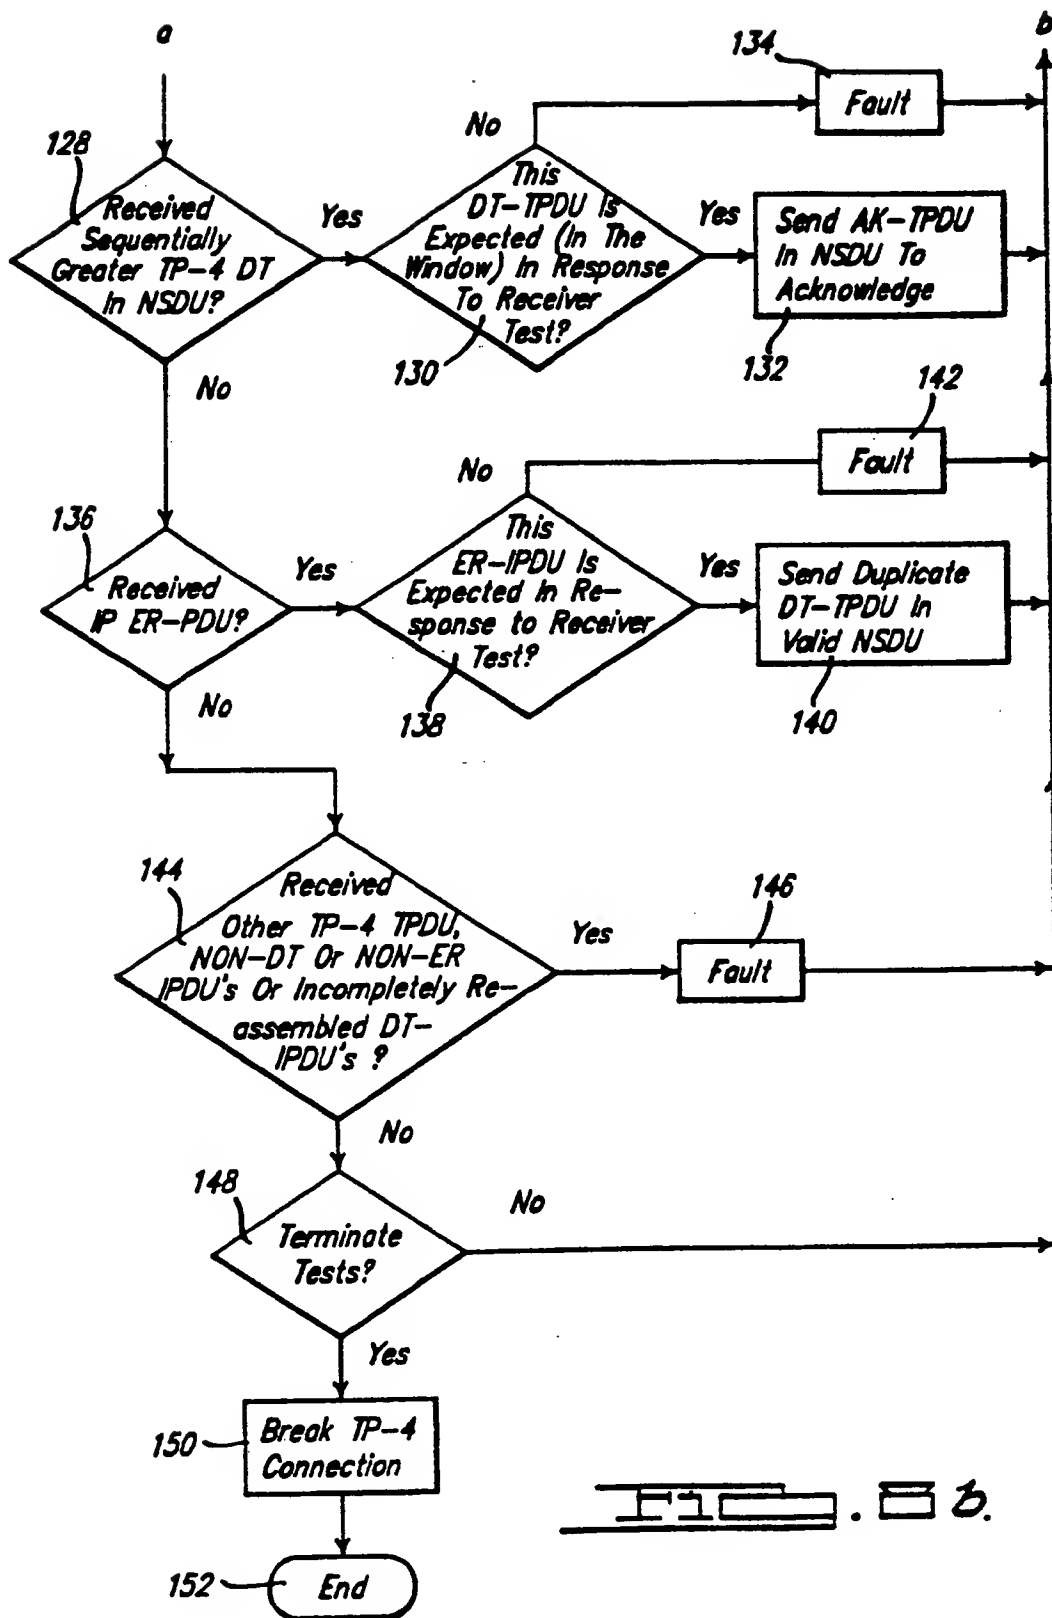 a
b
134
Fault
No
128
Received
Sequentially
Greater TP-4 DT
In NSDU?
Yes
This
DT-TPDU Is
Expected (In The
Window) In Response
To Receiver
Test?
130
Yes
Send AK-TPDU
In NSDU To
Acknowledge
132
No
142
Fault
No
136
Received
IP ER-PDU?
Yes
This
ER-IPDU Is
Expected In Re-
sponse to Receiver
Test?
138
Yes
Send Duplicate
DT-TPDU In
Valid NSDU
140
No
144
Received
Other TP-4 TPDU,
NON-DT Or NON-ER
IPDU's Or Incompletely Re-
assembled DT-
IPDU's ?
Yes
146
Fault
No
148
Terminate
Tests?
No
Yes
150
Break TP-4
Connection
152
End
b.